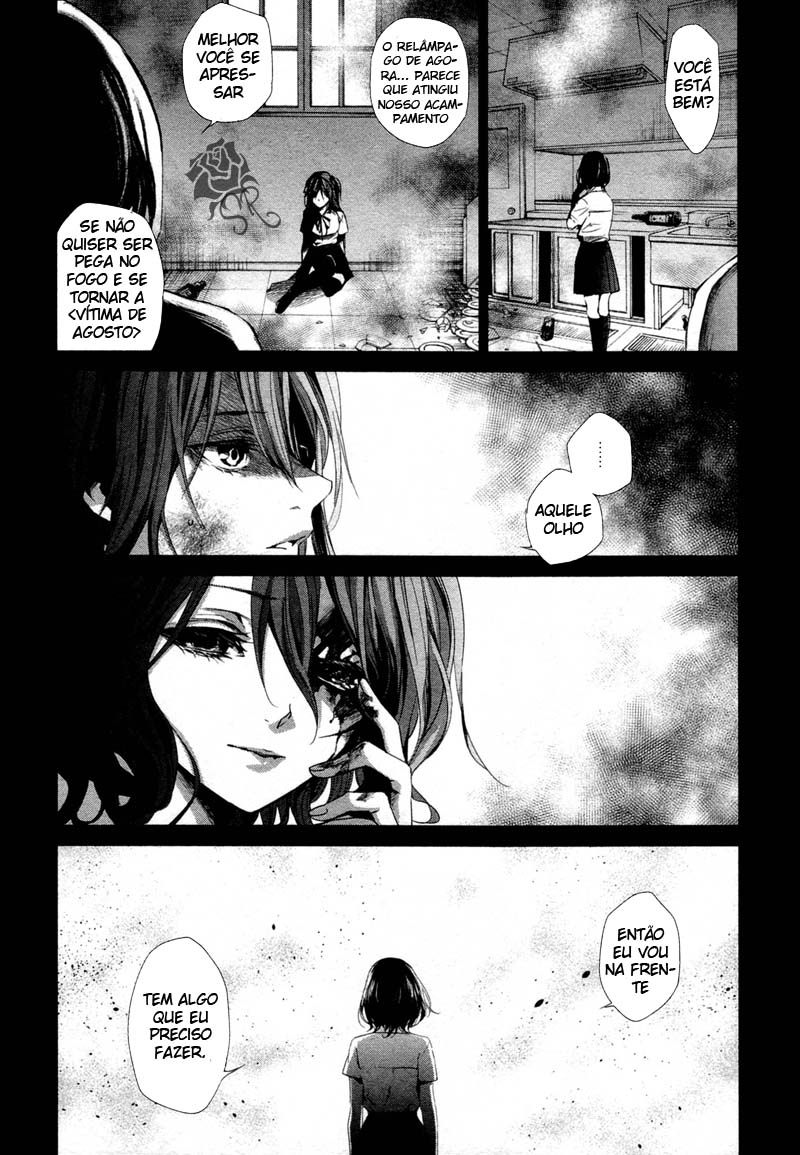 VOCÊ
ESTÁ
BEM?
O RELÂMPA-
GO DE AGO-
RA... PARECE
QUE ATINGIU
NOSSO ACAM-
PAMENTO
MELHOR
VOCÊ SE
APRES-
SAR
SR
SE NÃO
QUISER SER
PEGA NO
FOGO E SE
TORNAR A
<VÍTIMA DE
AGOSTO>
......
AQUELE
OLHO
ENTÃO
EU VOU
NA FREN-
TE
TEM ALGO
QUE EU
PRECISO
FAZER.